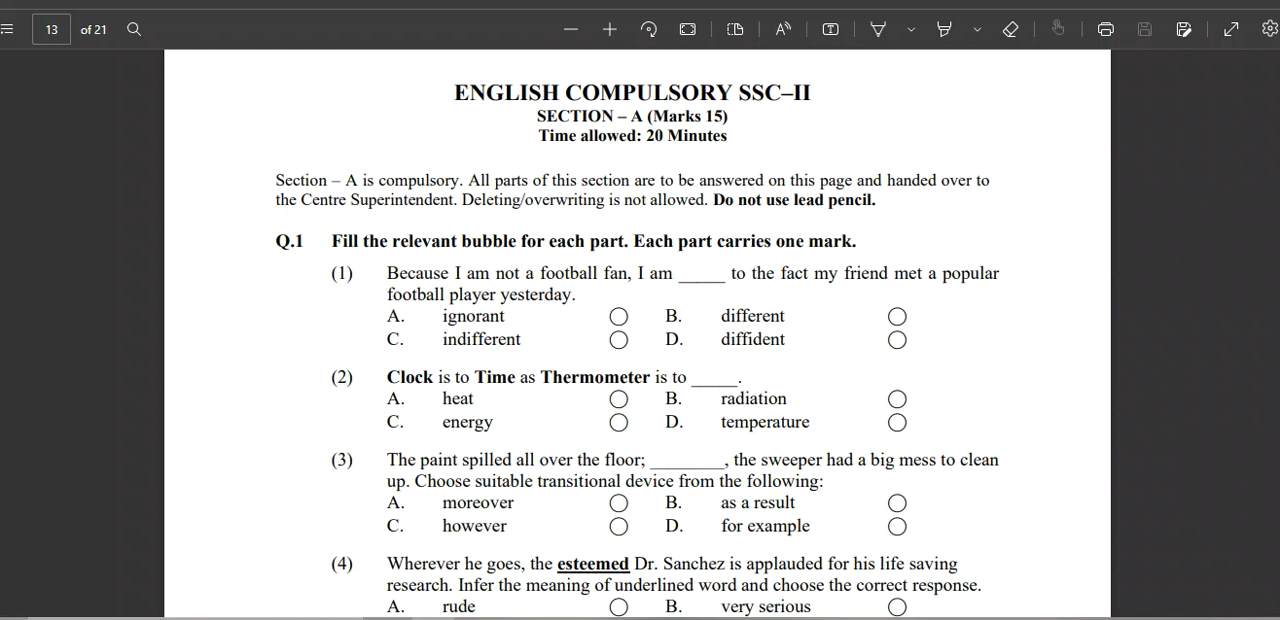 13 of 21
ENGLISH COMPULSORY SSC–II
SECTION – A (Marks 15)
Time allowed: 20 Minutes
Section – A is compulsory. All parts of this section are to be answered on this page and handed over to
the Centre Superintendent. Deleting/overwriting is not allowed. Do not use lead pencil.
Q.1 Fill the relevant bubble for each part. Each part carries one mark.
(1) Because I am not a football fan, I am _____ to the fact my friend met a popular
football player yesterday.
A. ignorant B. different
C. indifferent D. diffident
(2) Clock is to Time as Thermometer is to _____.
A. heat B. radiation
C. energy D. temperature
(3) The paint spilled all over the floor; ________, the sweeper had a big mess to clean
up. Choose suitable transitional device from the following:
A. moreover B. as a result
C. however D. for example
(4) Wherever he goes, the esteemed Dr. Sanchez is applauded for his life saving
research. Infer the meaning of underlined word and choose the correct response.
A. rude B. very serious